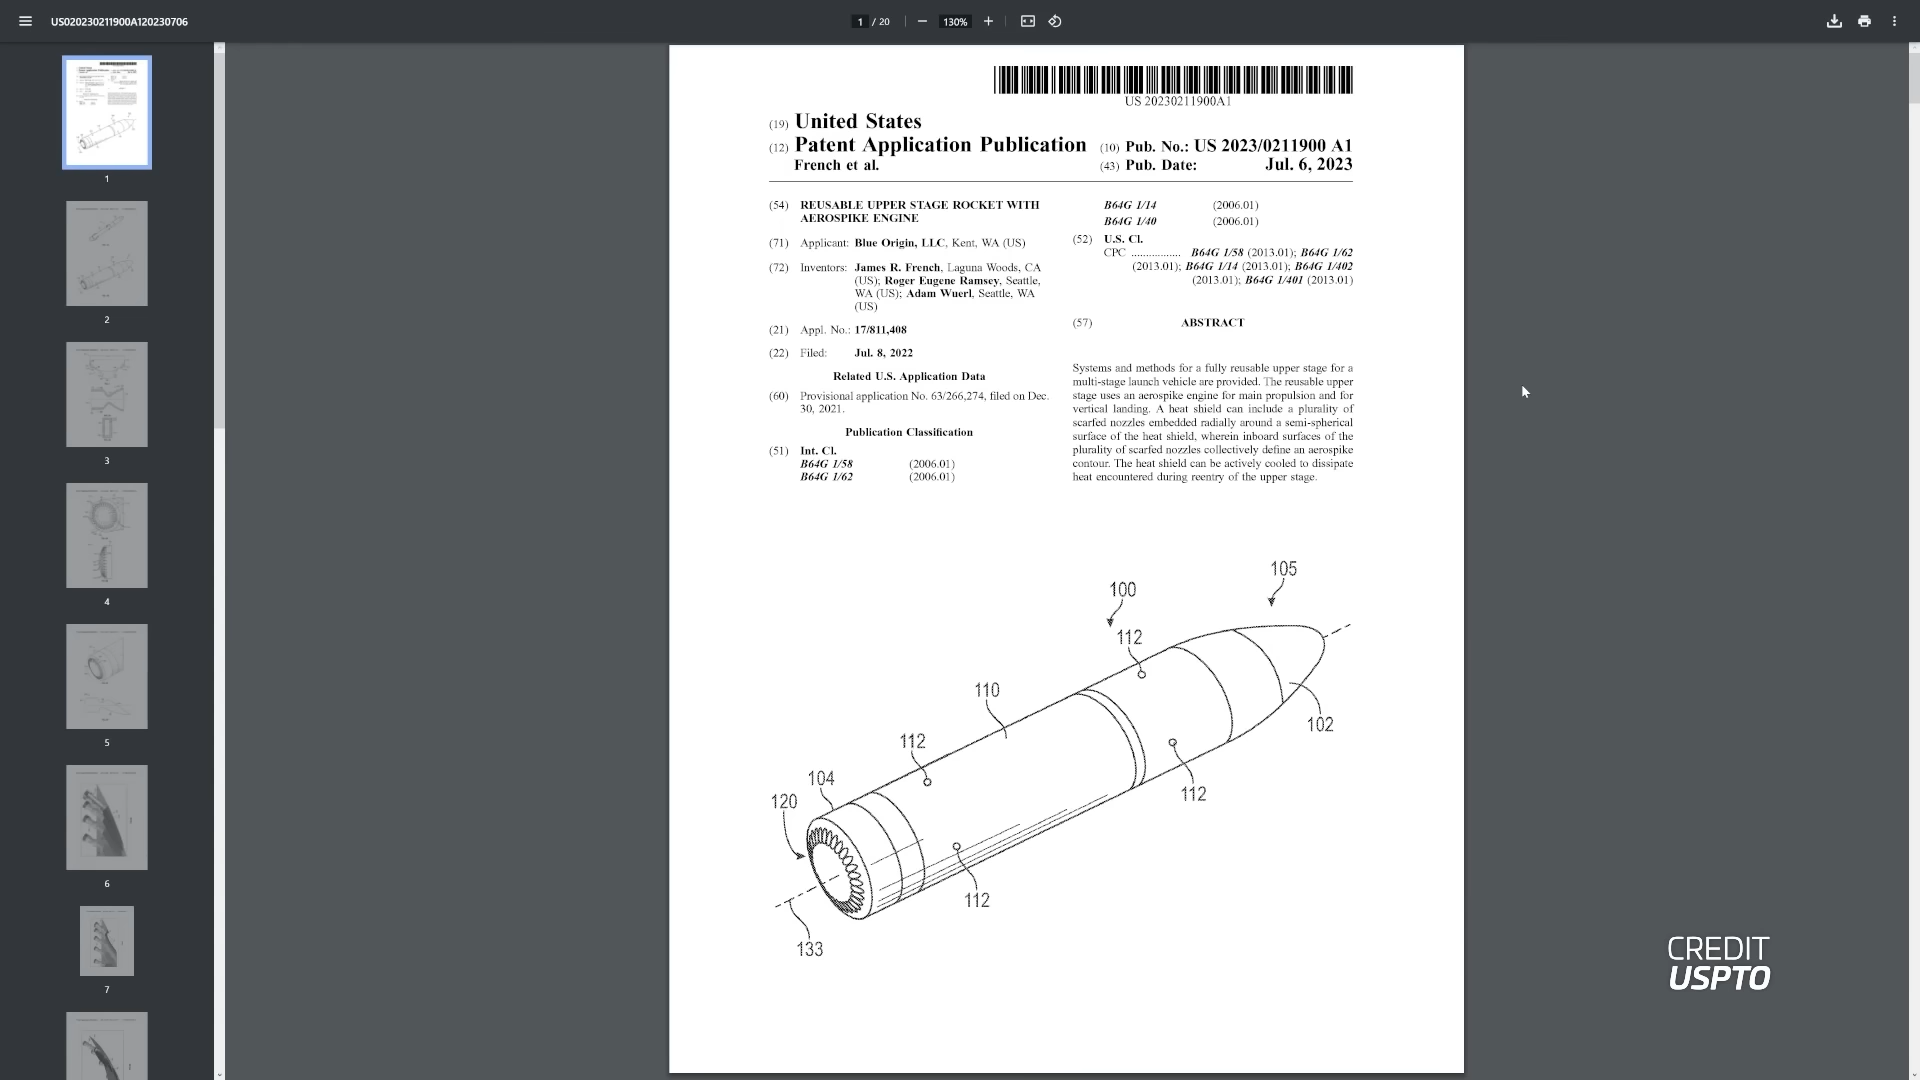 US020230211900A120230706
1 / 20
130%
1
2
3
4
5
6
7
US 20230211900A1
(19) United States
(12) Patent Application Publication
French et al.
(10) Pub. No.: US 2023/0211900 A1
(43) Pub. Date: Jul. 6, 2023
(54) REUSABLE UPPER STAGE ROCKET WITH
AEROSPIKE ENGINE
(71) Applicant: Blue Origin, LLC, Kent, WA (US)
(72) Inventors: James R. French, Laguna Woods, CA
(US); Roger Eugene Ramsey, Seattle,
WA (US); Adam Wuerl, Seattle, WA
(US)
(21) Appl. No.: 17/811,408
(22) Filed: Jul. 8, 2022
Related U.S. Application Data
(60) Provisional application No. 63/266,274, filed on Dec.
30, 2021.
Publication Classification
(51) Int. Cl.
B64G 1/58 (2006.01)
B64G 1/62 (2006.01)
B64G 1/14 (2006.01)
B64G 1/40 (2006.01)
(52) U.S. Cl.
CPC ................. B64G 1/58 (2013.01); B64G 1/62
(2013.01); B64G 1/14 (2013.01); B64G 1/402
(2013.01); B64G 1/401 (2013.01)
(57) ABSTRACT
Systems and methods for a fully reusable upper stage for a
multi-stage launch vehicle are provided. The reusable upper
stage uses an aerospike engine for main propulsion and for
vertical landing. A heat shield can include a plurality of
scarfed nozzles embedded radially around a semi-spherical
surface of the heat shield, wherein inboard surfaces of the
plurality of scarfed nozzles collectively define an aerospike
contour. The heat shield can be actively cooled to dissipate
heat encountered during reentry of the upper stage.
105
100
112
110
102
112
104
112
120
112
133
CREDIT
USPTO